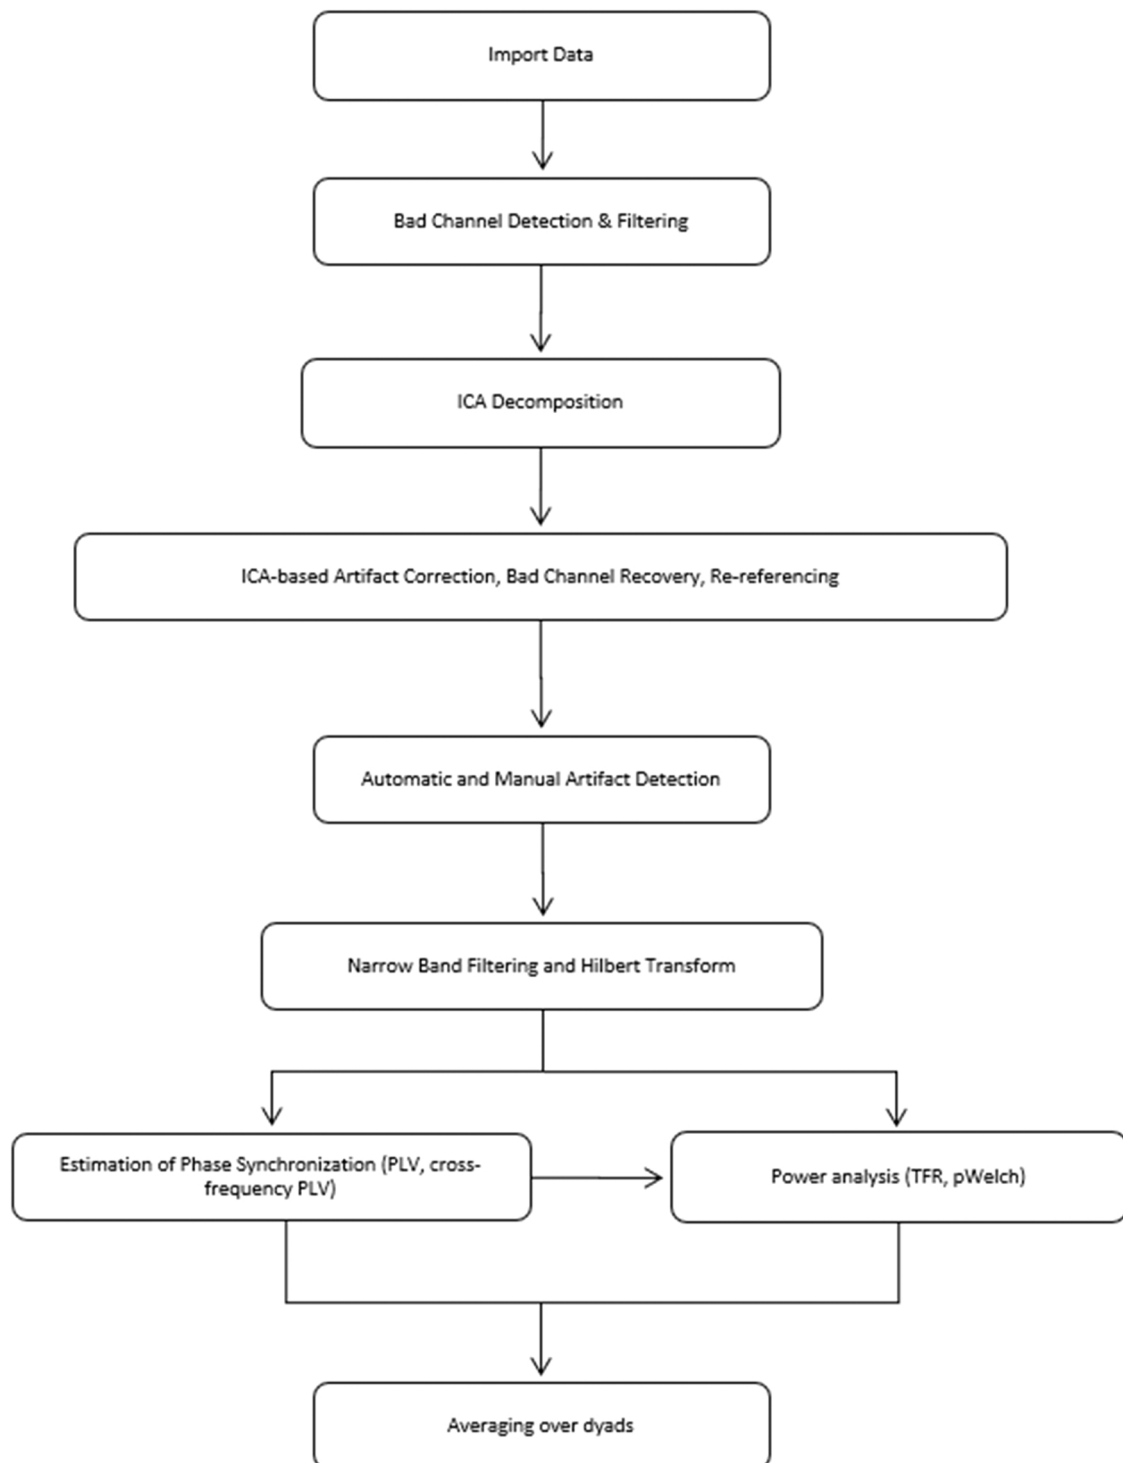 Import Data
Bad Channel Detection & Filtering
ICA Decomposition
ICA-based Artifact Correction, Bad Channel Recovery, Re-referencing
Automatic and Manual Artifact Detection
Narrow Band Filtering and Hilbert Transform
Estimation of Phase Synchronization (PLV, cross-
frequency PLV)
Power analysis (TFR, pWelch)
Averaging over dyads